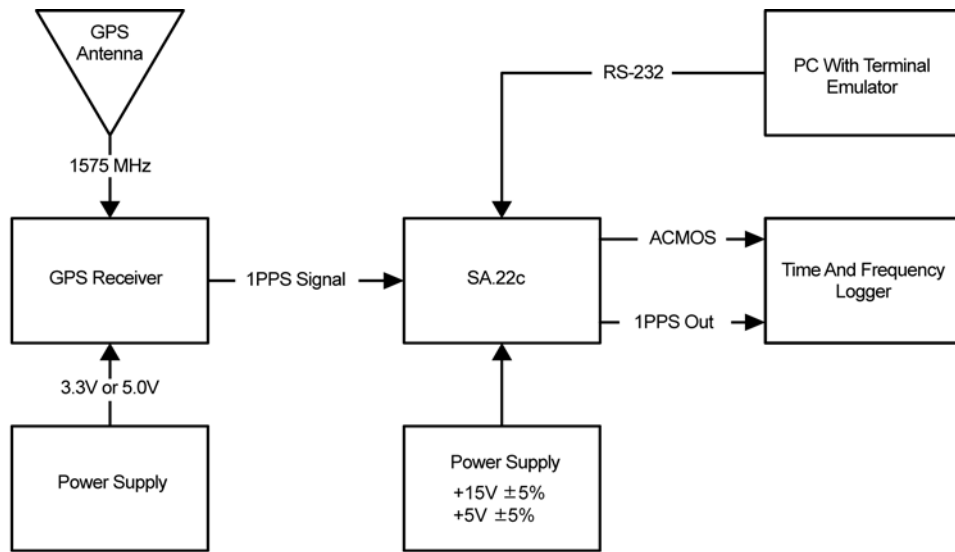 GPS
Antenna
RS-232
PC With Terminal
Emulator
1575 MHz
GPS Receiver
1PPS Signal
SA.22c
ACMOS
1PPS Out
Time And Frequency
Logger
3.3V or 5.0V
Power Supply
Power Supply
+15V ±5%
+5V ±5%